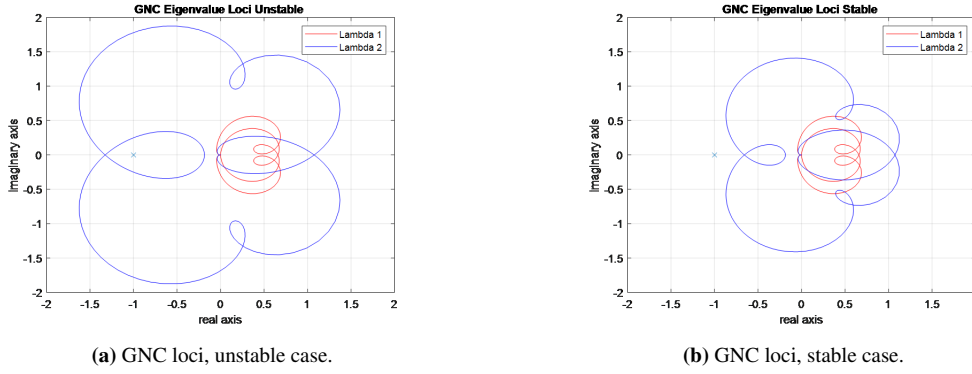 GNC Eigenvalue Loci Unstable
2
1.5
1
0.5
0
-0.5
-1
-1.5
-2
imaginary axis
-2 -1.5 -1 -0.5 0 0.5 1 1.5 2
real axis
Lambda 1
Lambda 2
(a) GNC loci, unstable case.
GNC Eigenvalue Loci Stable
2
1.5
1
0.5
0
-0.5
-1
-1.5
-2
Imaginary axis
-2 -1.5 -1 -0.5 0 0.5 1 1.5
real axis
Lambda 1
Lambda 2
(b) GNC loci, stable case.